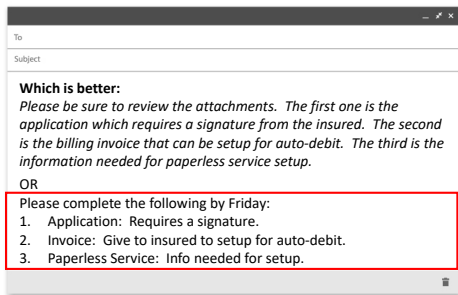 To
Subject
Which is better:
Please be sure to review the attachments.  The first one is the
application which requires a signature from the insured.  The second
is the billing invoice that can be setup for auto-debit.  The third is the
information needed for paperless service setup.
OR
Please complete the following by Friday:
1.   Application:  Requires a signature.
2.   Invoice:  Give to insured to setup for auto-debit.
3.   Paperless Service:  Info needed for setup.